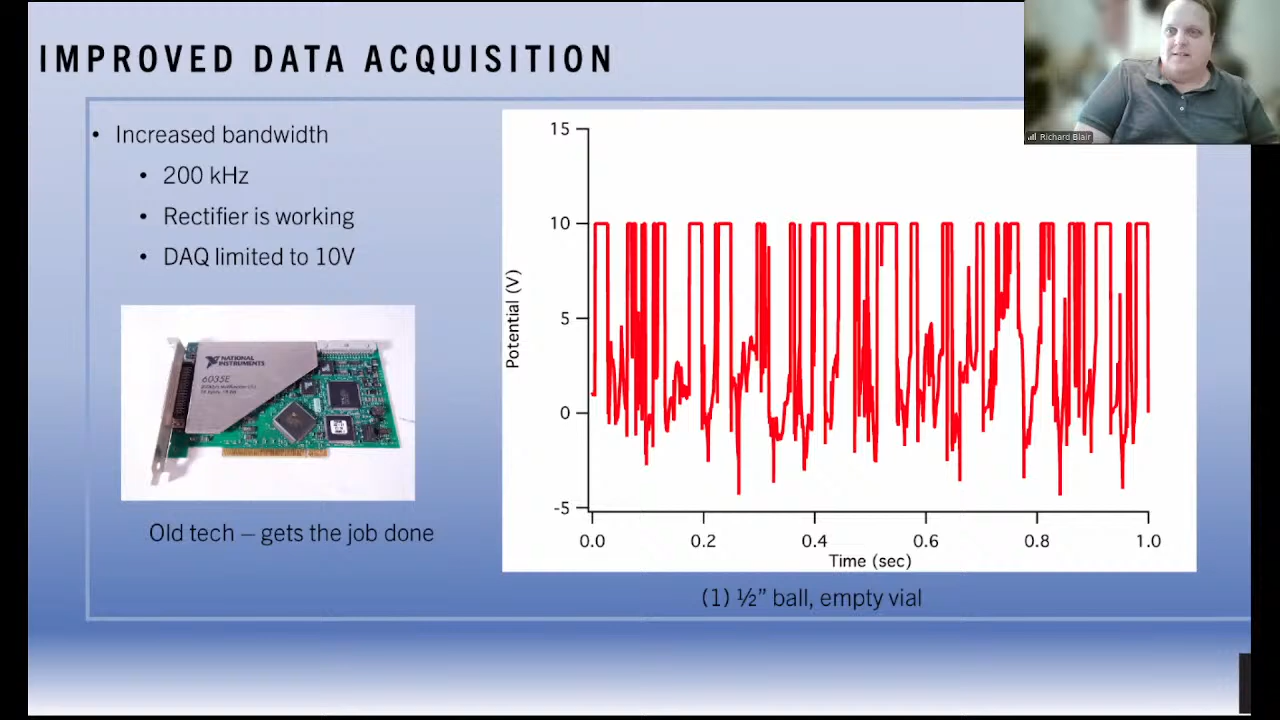 IMPROVED DATA ACQUISITION
Richard Blair
• Increased bandwidth
• 200 kHz
• Rectifier is working
• DAQ limited to 10V
NATIONAL
INSTRUMENTS
6035E
Old tech – gets the job done
15
10
5
0
-5
Potential (V)
0.0 0.2 0.4 0.6 0.8 1.0
Time (sec)
(1) ½” ball, empty vial